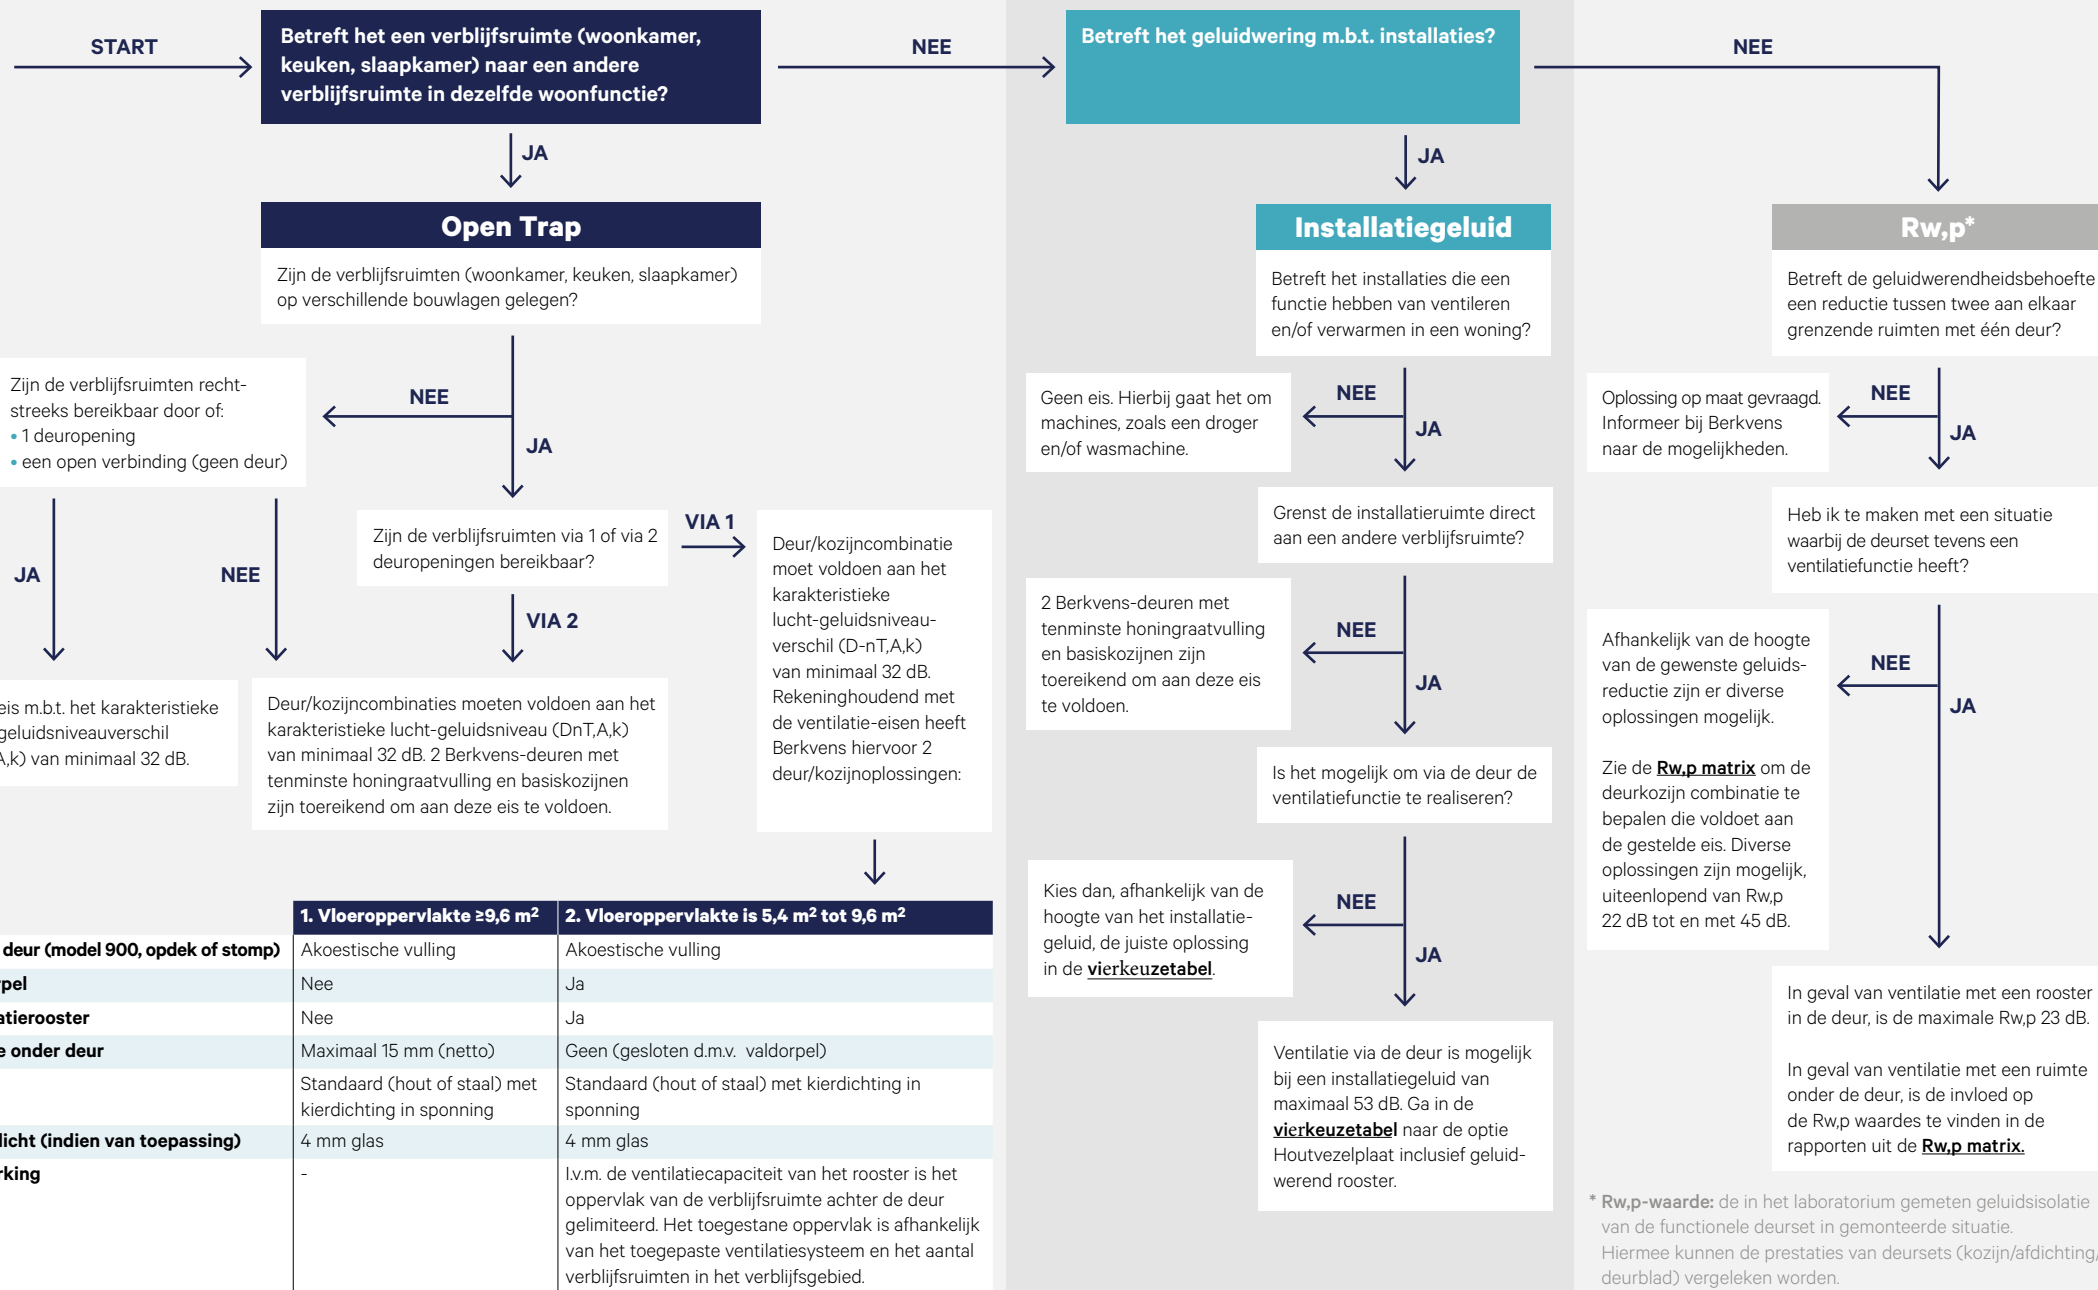 START
Betreft het een verblijfsruimte (woonkamer,
keuken, slaapkamer) naar een andere
verblijfsruimte in dezelfde woonfunctie?
NEE
JA
Open Trap
Zijn de verblijfsruimten (woonkamer, keuken, slaapkamer)
op verschillende bouwlagen gelegen?
NEE
JA
Zijn de verblijfsruimten recht-
streeks bereikbaar door of:
• 1 deuropening
• een open verbinding (geen deur)
JA
NEE
Zijn de verblijfsruimten via 1 of via 2
deuropeningen bereikbaar?
VIA 1
VIA 2
eis m.b.t. het karakteristieke
geluidsniveauverschil
A,k) van minimaal 32 dB.
Deur/kozijncombinaties moeten voldoen aan het
karakteristieke lucht-geluidsniveau (DnT,A,k)
van minimaal 32 dB. 2 Berkvens-deuren met
tenminste honingraatvulling en basiskozijnen
zijn toereikend om aan deze eis te voldoen.
Deur/kozijncombinatie
moet voldoen aan het
karakteristieke
lucht-geluidsniveau-
verschil (D-nT,A,k)
van minimaal 32 dB.
Rekeninghoudend met
de ventilatie-eisen heeft
Berkvens hiervoor 2
deur/kozijnoplossingen:
1. Vloeroppervlakte ≥9,6 m² 2. Vloeroppervlakte is 5,4 m² tot 9,6 m²
deur (model 900, opdek of stomp) Akoestische vulling Akoestische vulling
rpel Nee Ja
atierooster Nee Ja
e onder deur Maximaal 15 mm (netto) Geen (gesloten d.m.v. valdorpel)
Standaard (hout of staal) met
kierdichting in sponning
Standaard (hout of staal) met kierdichting in
sponning
licht (indien van toepassing) 4 mm glas 4 mm glas
rking - I.v.m. de ventilatiecapaciteit van het rooster is het
oppervlak van de verblijfsruimte achter de deur
gelimiteerd. Het toegestane oppervlak is afhankelijk
van het toegepaste ventilatiesysteem en het aantal
verblijfsruimten in het verblijfsgebied.
Betreft het geluidwering m.b.t. installaties?
NEE
JA
Installatiegeluid
Betreft het installaties die een
functie hebben van ventileren
en/of verwarmen in een woning?
NEE
JA
Geen eis. Hierbij gaat het om
machines, zoals een droger
en/of wasmachine.
Grenst de installatieruimte direct
aan een andere verblijfsruimte?
NEE
JA
2 Berkvens-deuren met
tenminste honingraatvulling
en basiskozijnen zijn
toereikend om aan deze eis
te voldoen.
Is het mogelijk om via de deur de
ventilatiefunctie te realiseren?
NEE
JA
Kies dan, afhankelijk van de
hoogte van het installatie-
geluid, de juiste oplossing
in de vierkeuzetabel.
Ventilatie via de deur is mogelijk
bij een installatiegeluid van
maximaal 53 dB. Ga in de
vierkeuzetabel naar de optie
Houtvezelplaat inclusief geluid-
werend rooster.
Rw,p*
Betreft de geluidwerendheidsbehoefte
een reductie tussen twee aan elkaar
grenzende ruimten met één deur?
NEE
JA
Oplossing op maat gevraagd.
Informeer bij Berkvens
naar de mogelijkheden.
Heb ik te maken met een situatie
waarbij de deurset tevens een
ventilatiefunctie heeft?
NEE
JA
Afhankelijk van de hoogte
van de gewenste geluids-
reductie zijn er diverse
oplossingen mogelijk.
Zie de Rw,p matrix om de
deurkozijn combinatie te
bepalen die voldoet aan
de gestelde eis. Diverse
oplossingen zijn mogelijk,
uiteenlopend van Rw,p
22 dB tot en met 45 dB.
In geval van ventilatie met een rooster
in de deur, is de maximale Rw,p 23 dB.
In geval van ventilatie met een ruimte
onder de deur, is de invloed op
de Rw,p waardes te vinden in de
rapporten uit de Rw,p matrix.
* Rw,p-waarde: de in het laboratorium gemeten geluidsisolatie
van de functionele deurset in gemonteerde situatie.
Hiermee kunnen de prestaties van deursets (kozijn/afdichting/
deurblad) vergeleken worden.